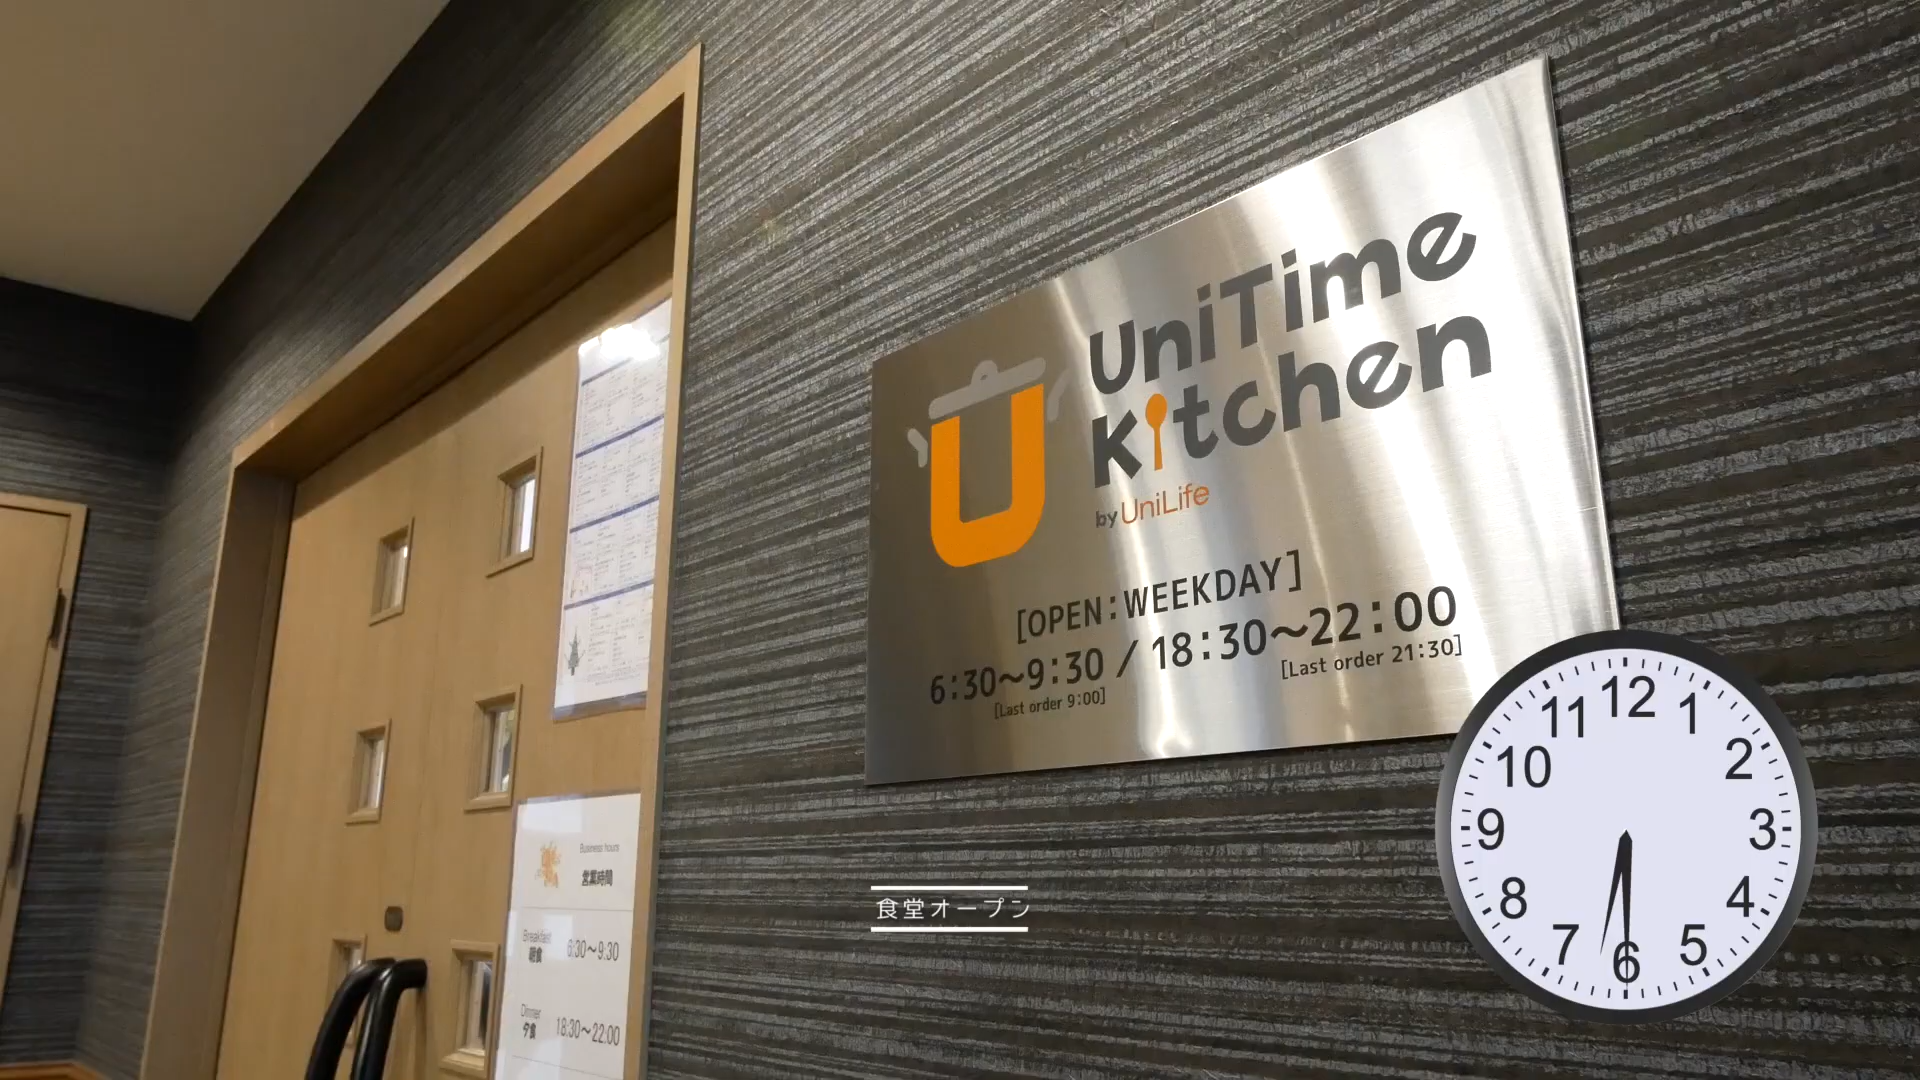 UniTime
Kitchen
by UniLife
[OPEN:WEEKDAY]
6:30～9:30 / 18:30～22:00
[Last order 9:00] [Last order 21:30]
Business hours
営業時間
Breakfast
朝食 6:30～9:30
Dinner
夕食 18:30～22:00
食堂オープン
12
1
2
3
4
5
6
7
8
9
10
11